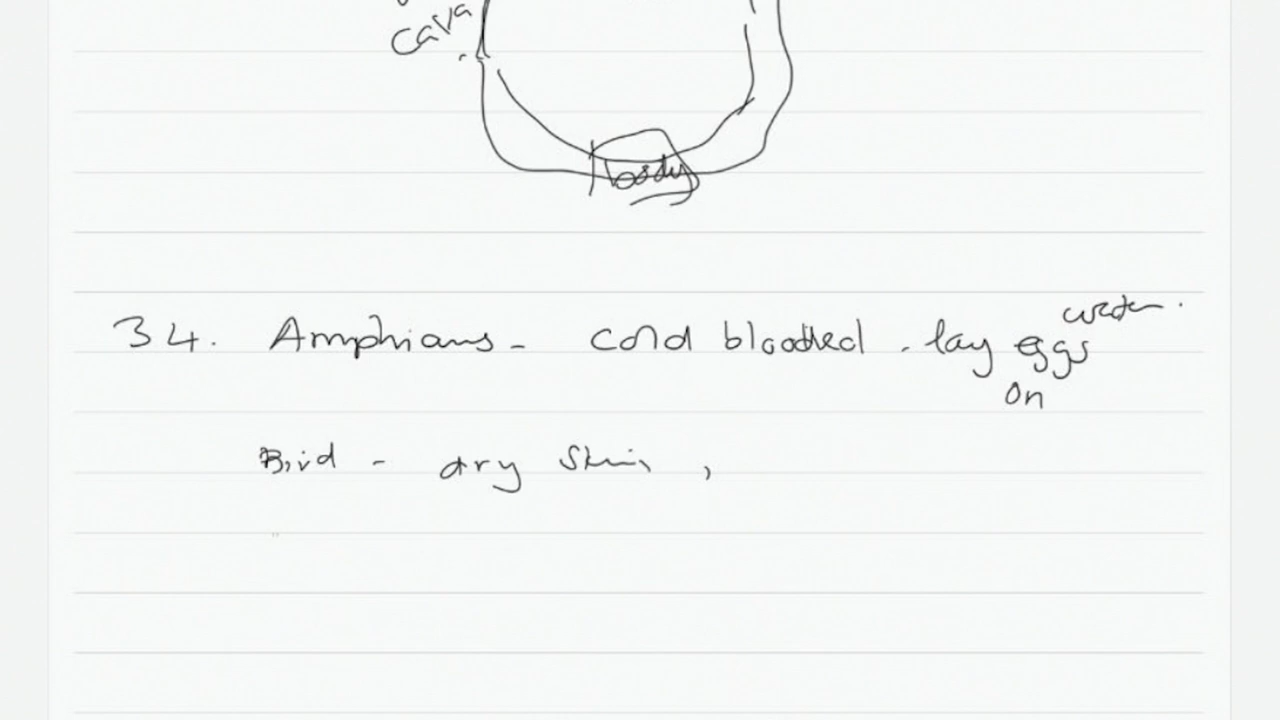 Cava
body
34. Amphians - cold blooded . lay eggs on water .
Bird - dry skin ,